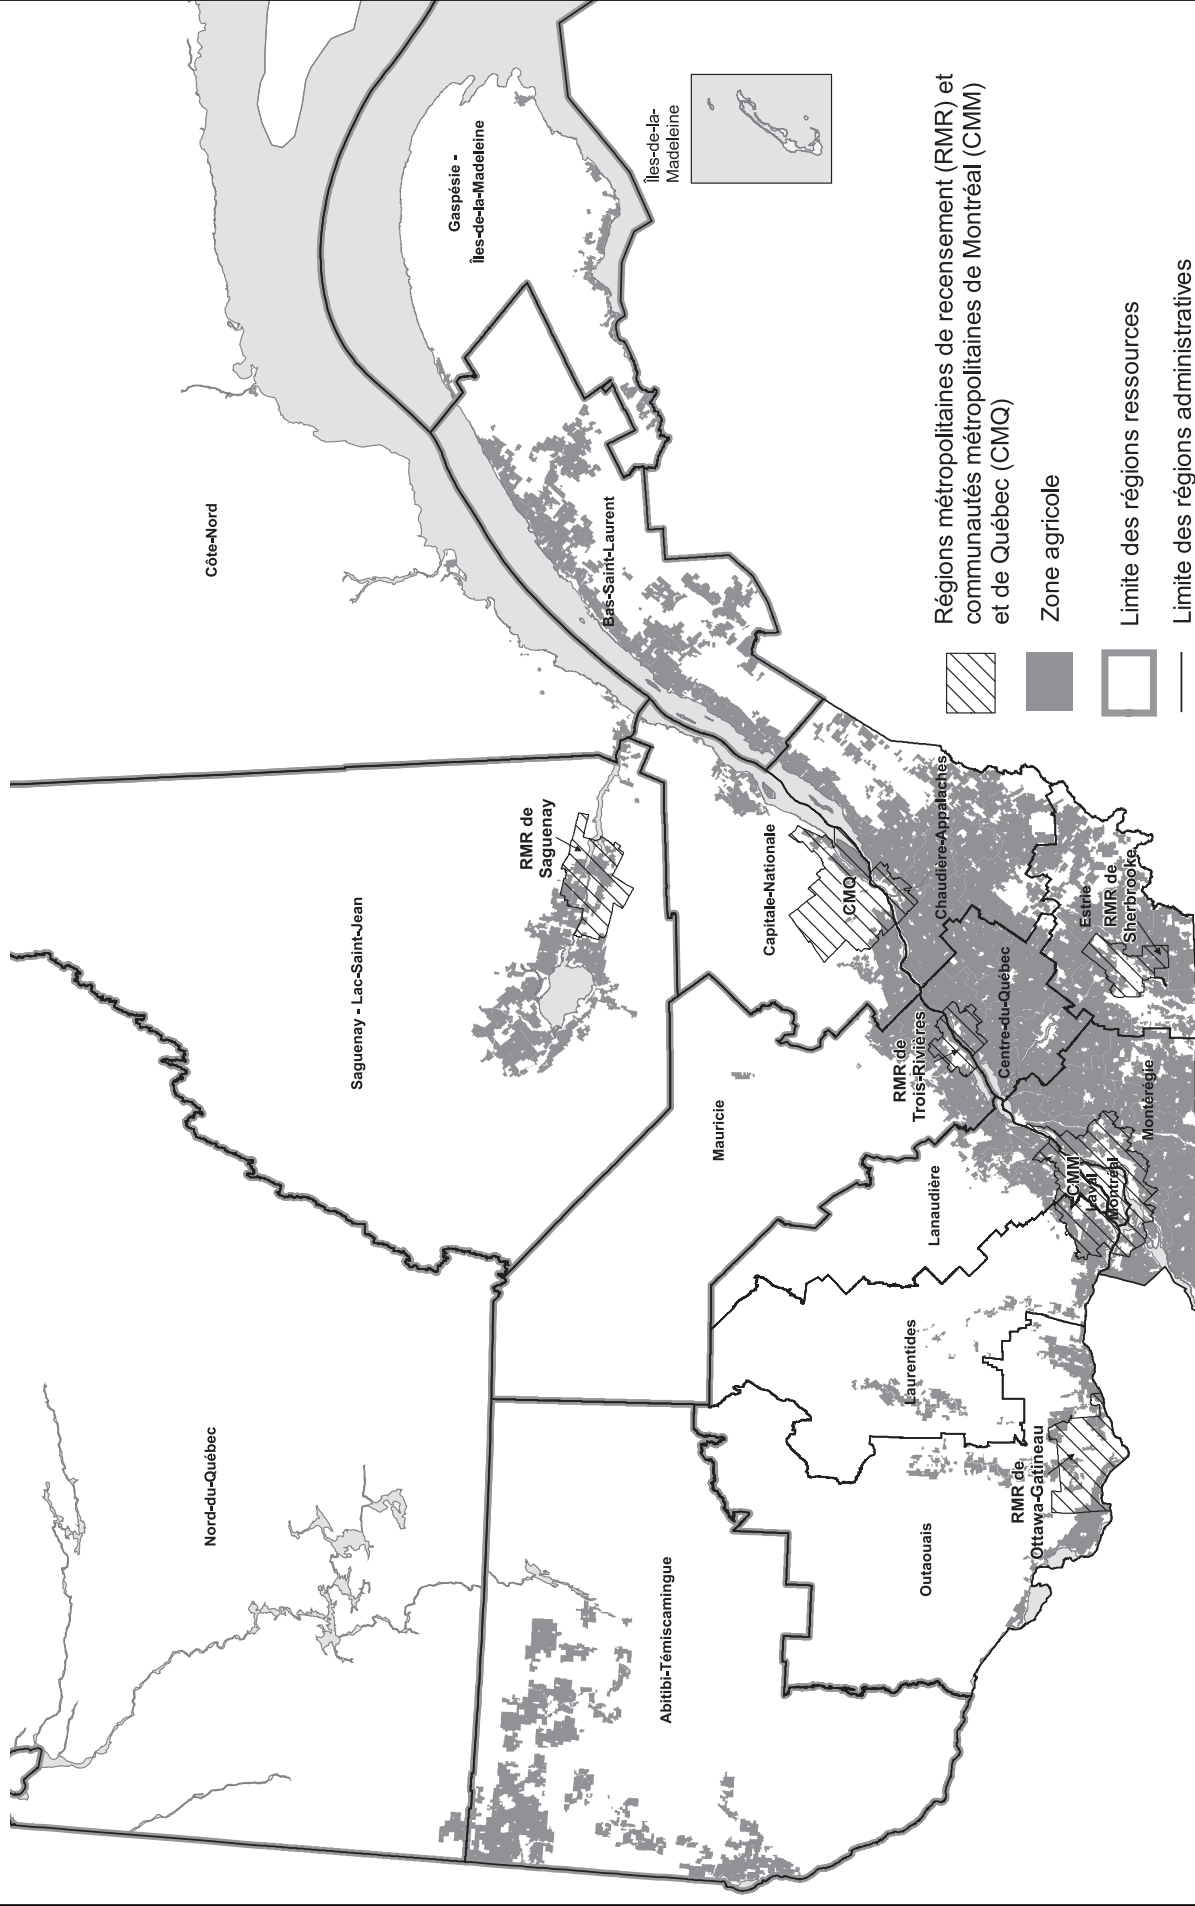 Gaspésie -
Îles-de-la-Madeleine
Îles-de-la-
Madeleine
Côte-Nord
Bas-Saint-Laurent
RMR de
Saguenay
Saguenay - Lac-Saint-Jean
Capitale-Nationale
CMQ
Chaudière-Appalaches
Estrie
RMR de
Sherbrooke
Centre-du-Québec
RMR de
Trois-Rivières
Mauricie
Lanaudière
Montérégie
CMM
Laval
Montréal
Laurentides
Nord-du-Québec
Outaouais
RMR de
Ottawa-Gatineau
Abitibi-Témiscamingue
Régions métropolitaines de recensement (RMR) et
communautés métropolitaines de Montréal (CMM)
et de Québec (CMQ)
Zone agricole
Limite des régions ressources
Limite des régions administratives